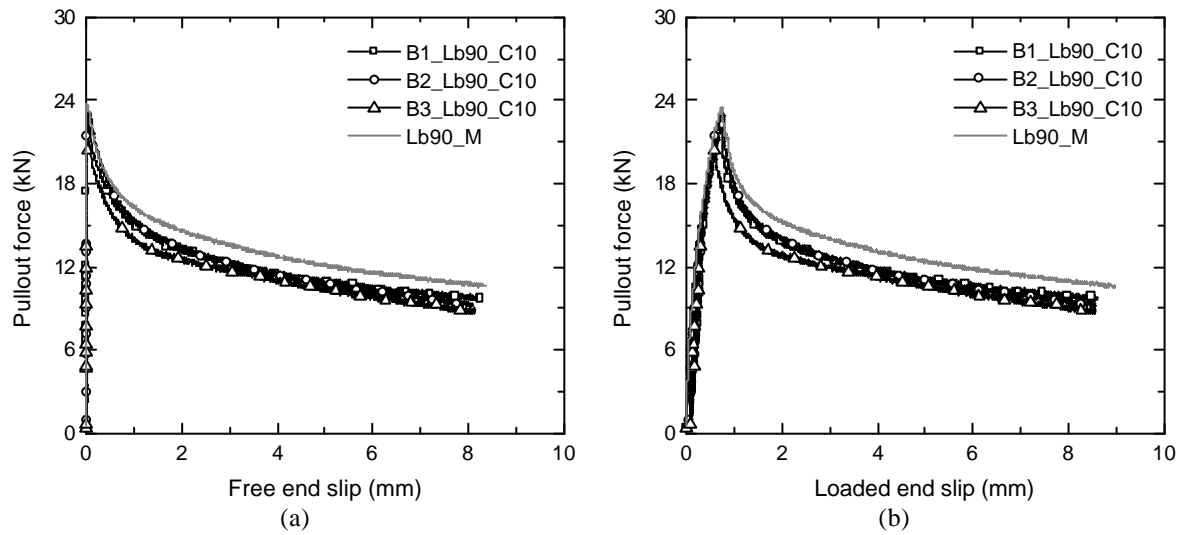 30
24
18
12
6
0
Pullout force (kN)
0 2 4 6 8 10
Free end slip (mm)
B1_Lb90_C10
B2_Lb90_C10
B3_Lb90_C10
Lb90_M
(a)
30
24
18
12
6
0
Pullout force (kN)
0 2 4 6 8 10
Loaded end slip (mm)
B1_Lb90_C10
B2_Lb90_C10
B3_Lb90_C10
Lb90_M
(b)